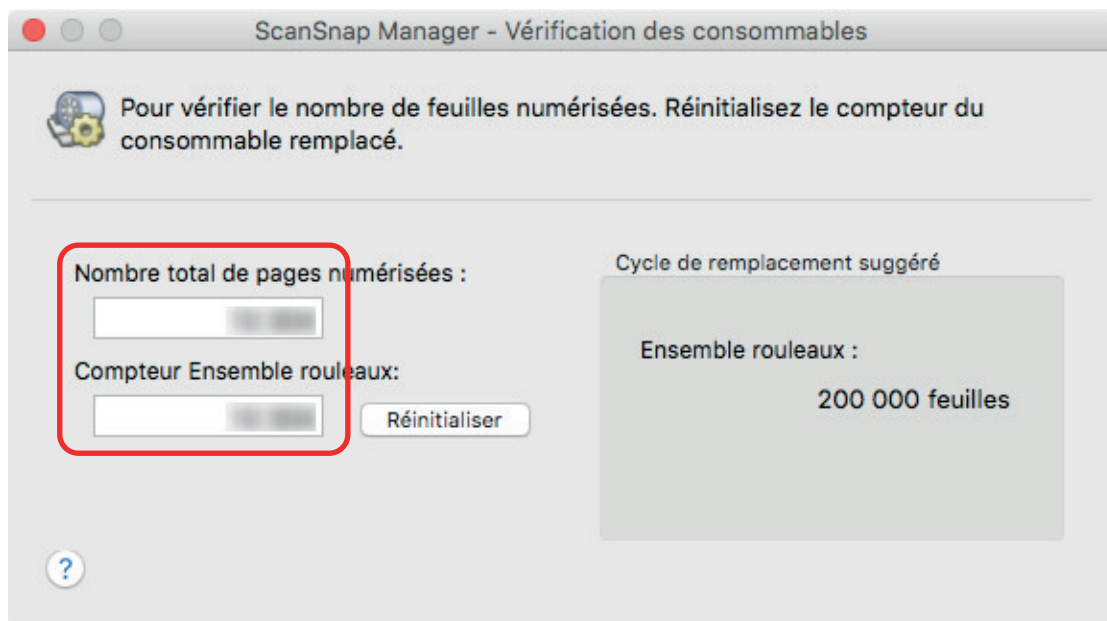 ScanSnap Manager - Vérification des consommables
Pour vérifier le nombre de feuilles numérisées. Réinitialisez le compteur du
consommable remplacé.
Nombre total de pages numérisées :
Compteur Ensemble rouleaux:
Réinitialiser
Cycle de remplacement suggéré
Ensemble rouleaux :
200 000 feuilles
?